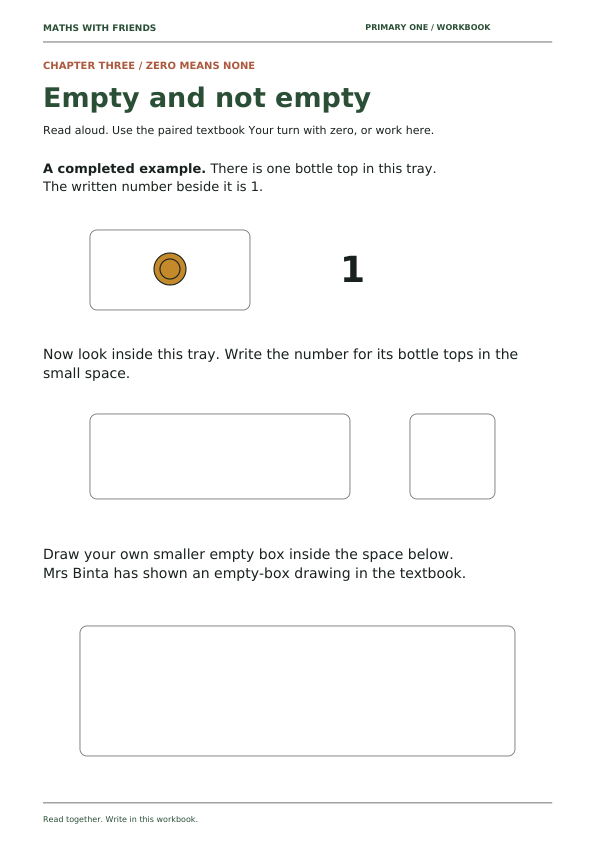 MATHS WITH FRIENDS
PRIMARY ONE / WORKBOOK
CHAPTER THREE / ZERO MEANS NONE
Empty and not empty
Read aloud. Use the paired textbook Your turn with zero, or work here.
A completed example. There is one bottle top in this tray.
The written number beside it is 1.
1
Now look inside this tray. Write the number for its bottle tops in the
small space.
Draw your own smaller empty box inside the space below.
Mrs Binta has shown an empty-box drawing in the textbook.
Read together. Write in this workbook.